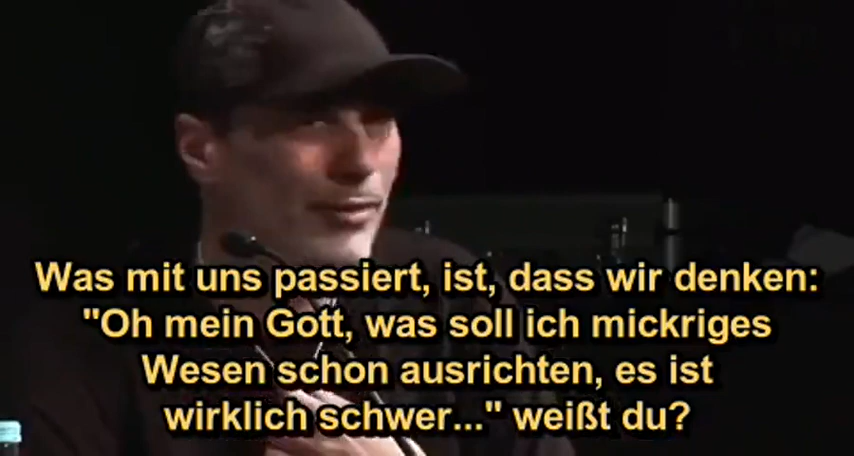 Was mit uns passiert, ist, dass wir denken:
"Oh mein Gott, was soll ich mickriges
Wesen schon ausrichten, es ist
wirklich schwer..." weißt du?